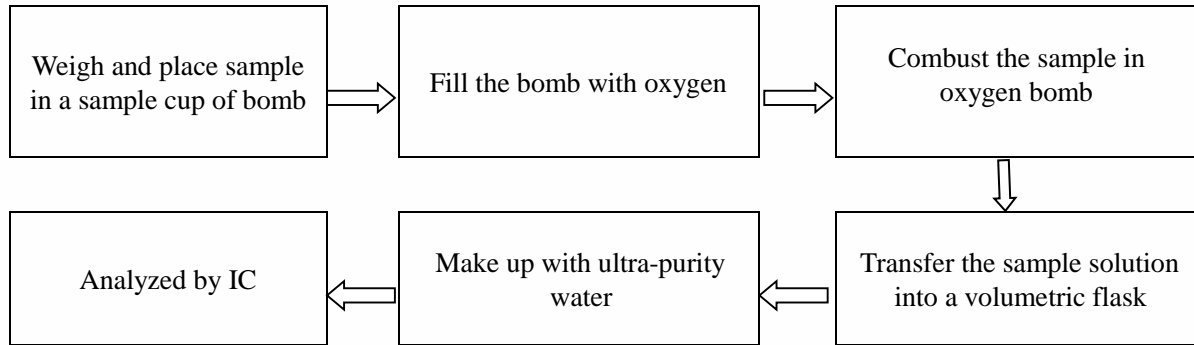 Weigh and place sample
in a sample cup of bomb
Fill the bomb with oxygen
Combust the sample in
oxygen bomb
Transfer the sample solution
into a volumetric flask
Make up with ultra-purity
water
Analyzed by IC